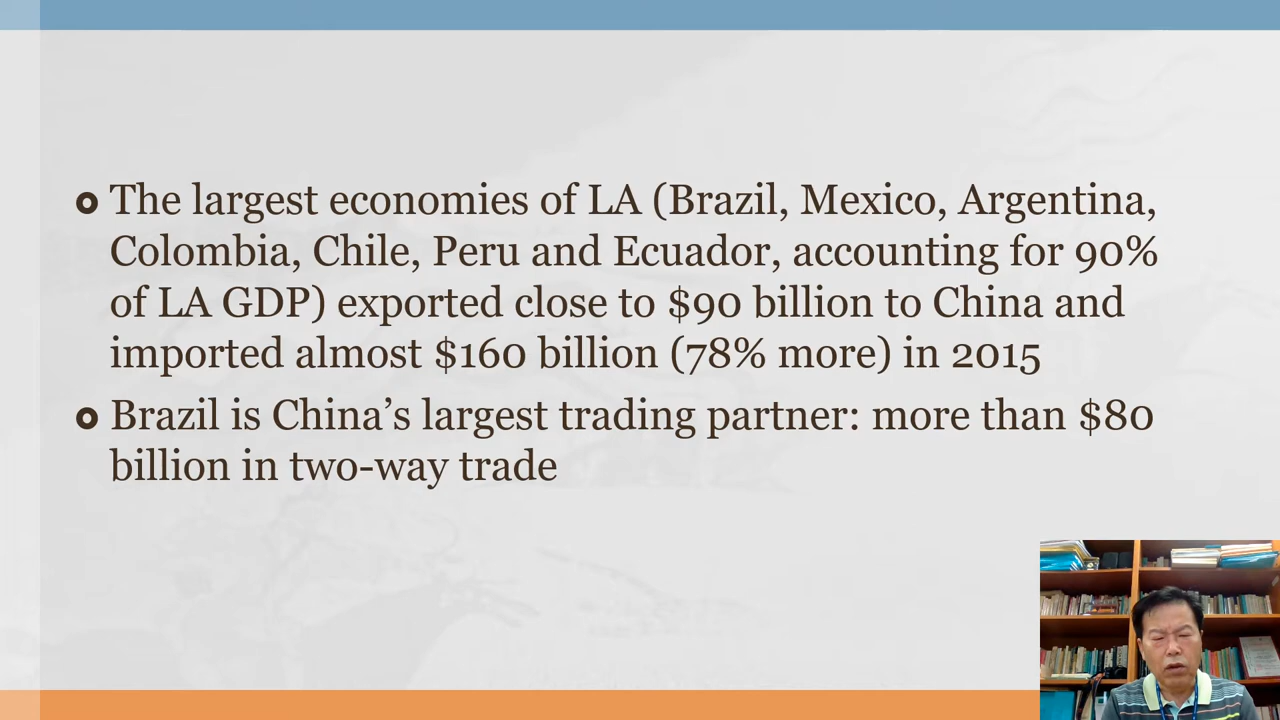 The largest economies of LA (Brazil, Mexico, Argentina,
Colombia, Chile, Peru and Ecuador, accounting for 90%
of LA GDP) exported close to $90 billion to China and
imported almost $160 billion (78% more) in 2015
Brazil is China’s largest trading partner: more than $80
billion in two-way trade